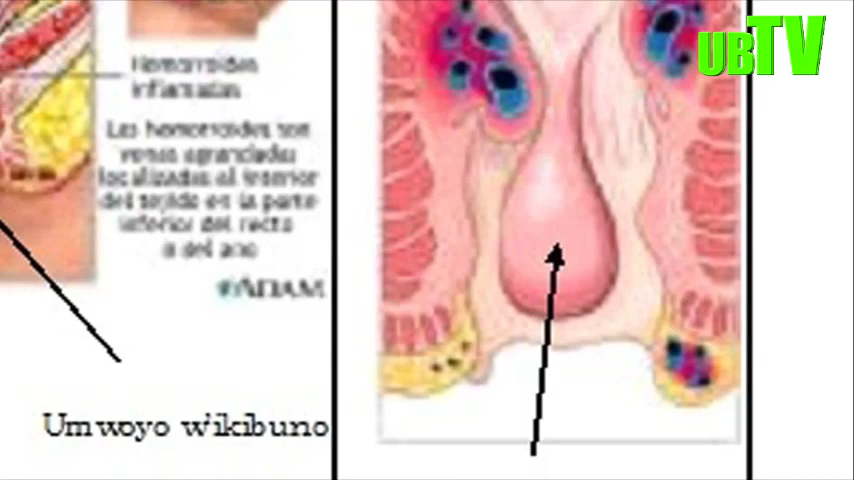 UBTV
Hemorroides
inflamadas
Las hemorroides son
venas agrandadas
localizadas al interior
del tejido en la parte
inferior del recto
o del ano
ADAM
Umwoyo w'ikibuno